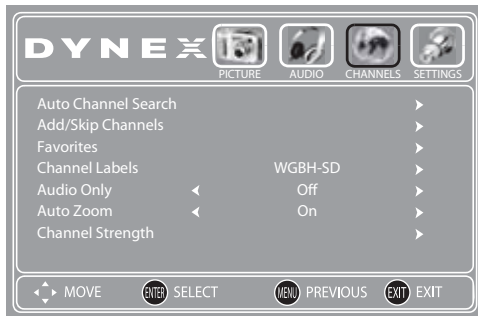 DYNEX
PICTURE AUDIO CHANNELS SETTINGS
Auto Channel Search
Add/Skip Channels
Favorites
Channel Labels WGBH-SD
Audio Only Off
Auto Zoom On
Channel Strength
MOVE ENTER SELECT MENU PREVIOUS EXIT EXIT